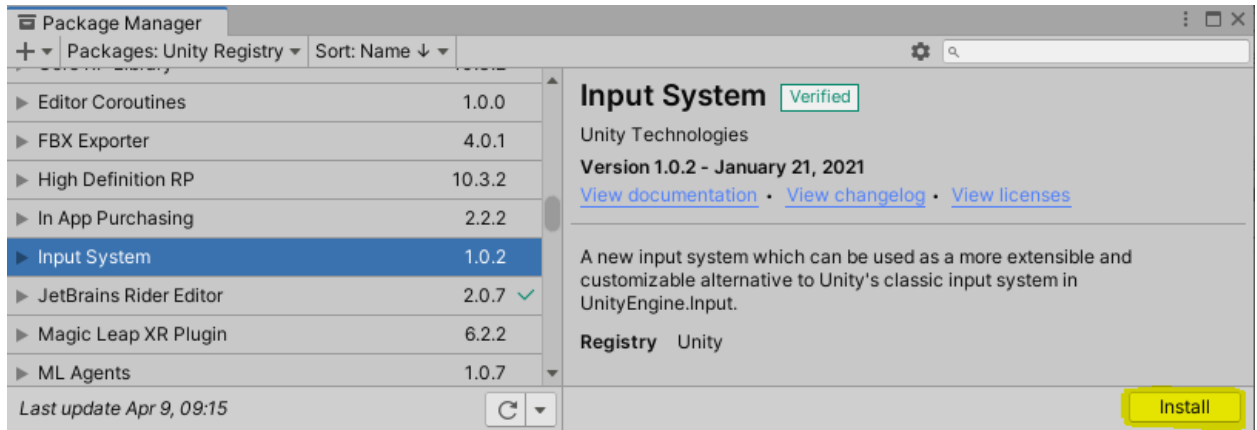 Package Manager
Packages: Unity Registry Sort: Name ↓
Editor Coroutines 1.0.0
FBX Exporter 4.0.1
High Definition RP 10.3.2
In App Purchasing 2.2.2
Input System 1.0.2
JetBrains Rider Editor 2.0.7
Magic Leap XR Plugin 6.2.2
ML Agents 1.0.7
Last update Apr 9, 09:15
Input System Verified
Unity Technologies
Version 1.0.2 - January 21, 2021
View documentation • View changelog • View licenses
A new input system which can be used as a more extensible and
customizable alternative to Unity's classic input system in
UnityEngine.Input.
Registry Unity
Install